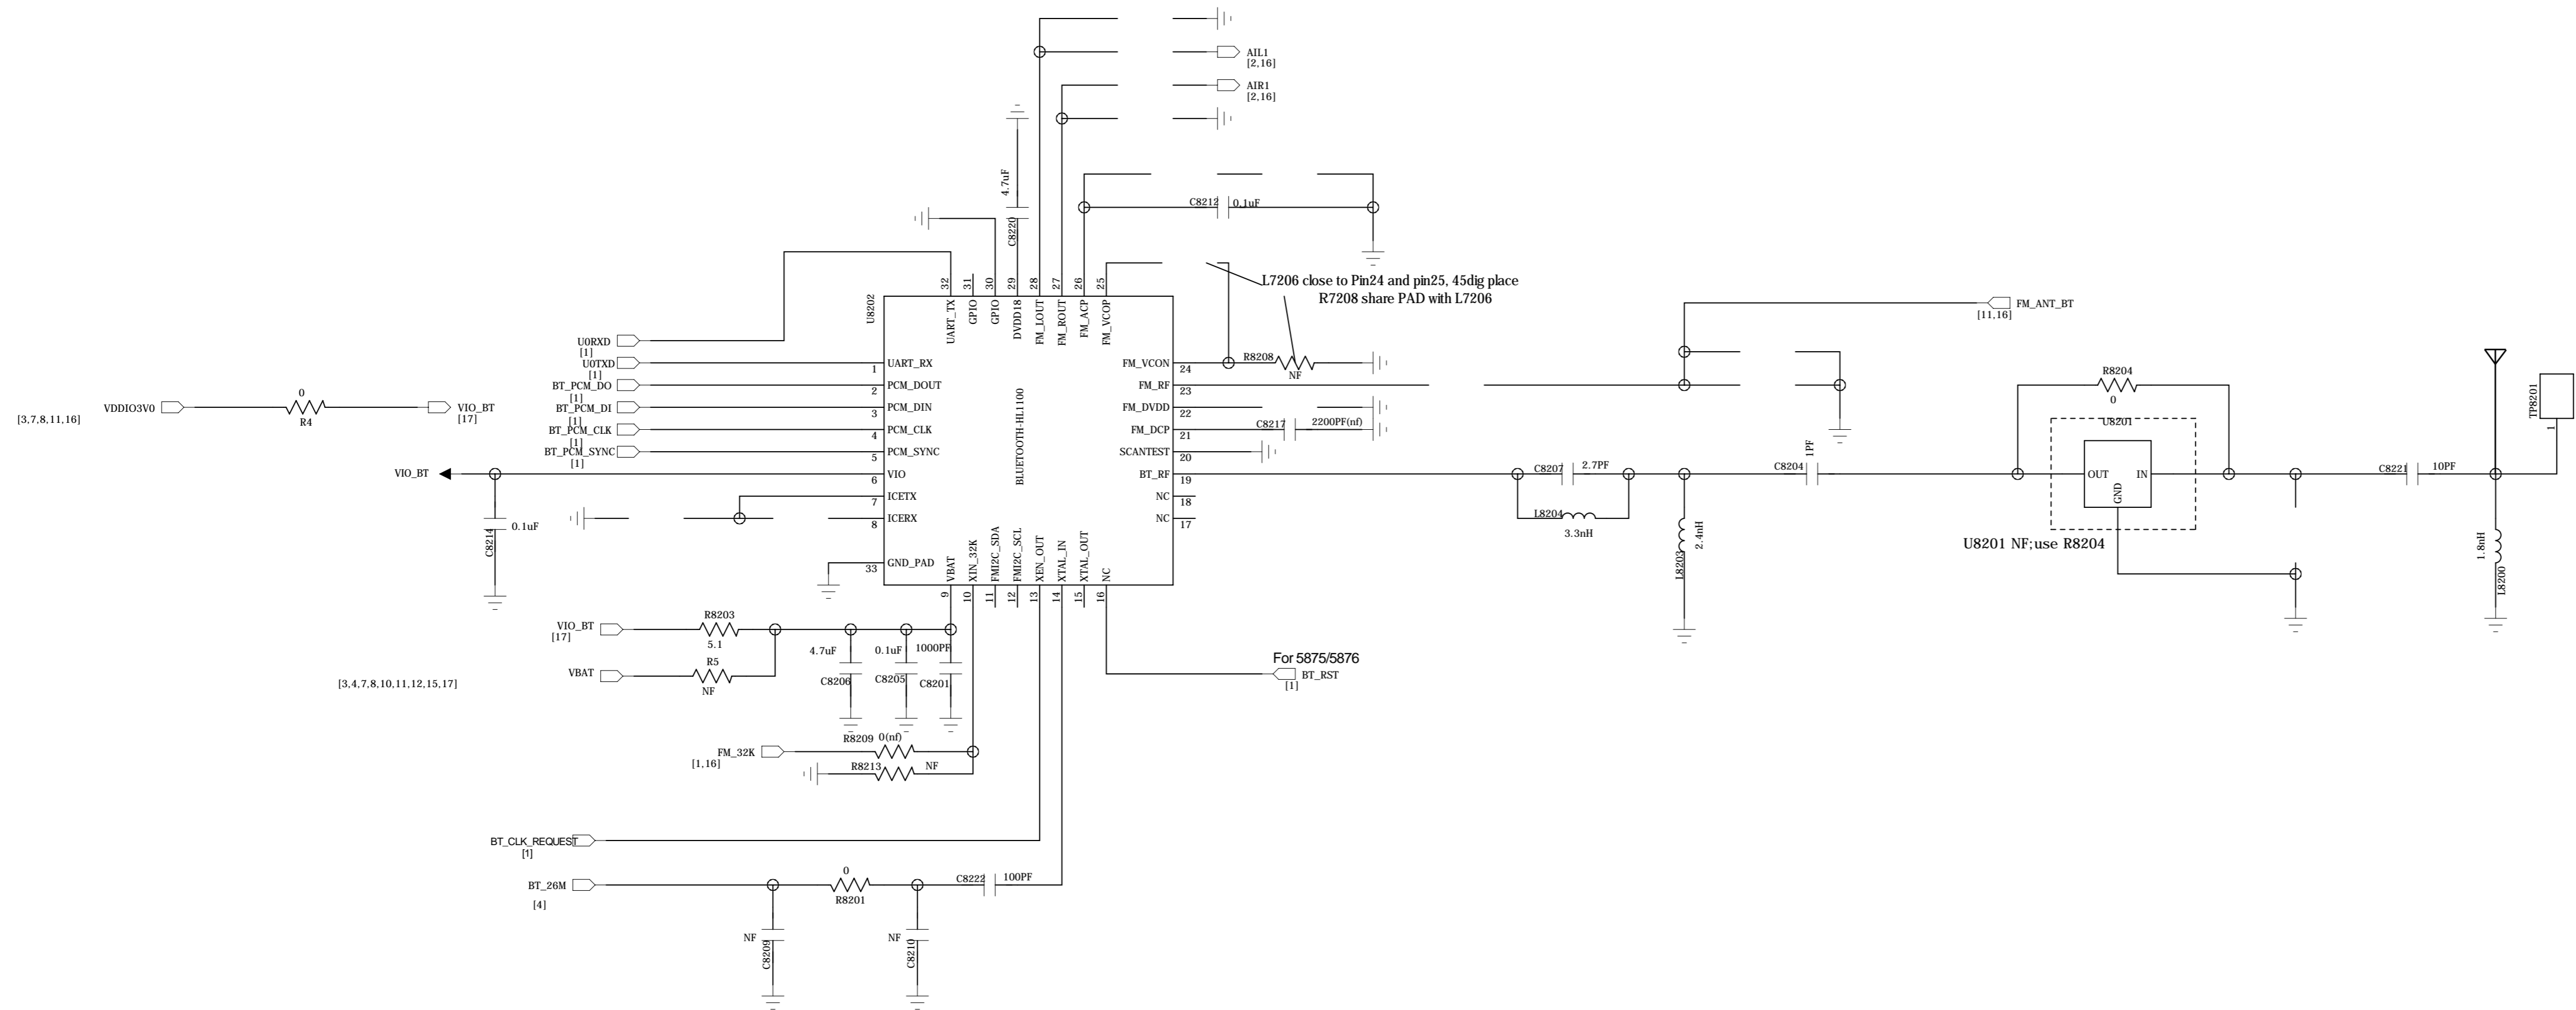 AIL1
[2,16]
AIR1
[2,16]
4.7uF
C8220
C8212
0.1uF
L7206 close to Pin24 and pin25, 45dig place
R7208 share PAD with L7206
U8202
32
31
30
29
28
27
26
25
UART_TX
GPIO
GPIO
DVDD18
FM_LOUT
FM_ROUT
FM_ACP
FM_VCOP
FM_ANT_BT
[11,16]
U0RXD
[1]
U0TXD
[1]
BT_PCM_DO
[1]
BT_PCM_DI
[1]
BT_PCM_CLK
[1]
BT_PCM_SYNC
[1]
1
UART_RX
2
PCM_DOUT
3
PCM_DIN
4
PCM_CLK
5
PCM_SYNC
6
VIO
7
ICETX
8
ICERX
33
GND_PAD
BLUETOOTH-HL1100
FM_VCON
24
FM_RF
23
FM_DVDD
22
FM_DCP
21
SCANTEST
20
BT_RF
19
NC
18
NC
17
R8208
NF
C8217
2200PF(nf)
[3,7,8,11,16]
VDDIO3V0
0
R4
VIO_BT
[17]
VIO_BT
C8214
0.1uF
C8207
2.7PF
L8204
3.3nH
L8203
2.4nH
C8204
1PF
R8204
0
U8201
OUT
IN
GND
U8201 NF;use R8204
C8221
10PF
1.8nH
L8200
TP8201
1
VBAT
XIN_32K
FMI2C_SDA
FMI2C_SCL
XEN_OUT
XTAL_IN
XTAL_OUT
NC
9
10
11
12
13
14
15
16
VIO_BT
[17]
R8203
5.1
VBAT
R5
NF
[3,4,7,8,10,11,12,15,17]
4.7uF
C8206
0.1uF
C8205
1000PF
C8201
For 5875/5876
BT_RST
[1]
FM_32K
[1,16]
R8209
0(nf)
R8213
NF
BT_CLK_REQUEST
[1]
BT_26M
[4]
0
R8201
C8222
100PF
NF
C8209
NF
C8210